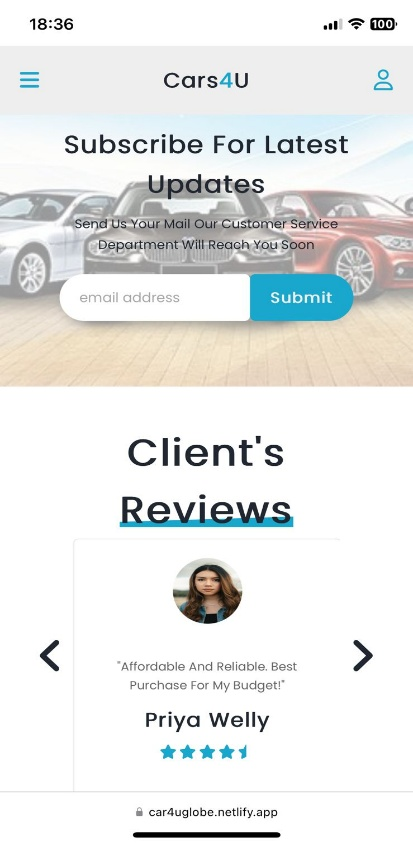 18:36
100
Cars4U
Subscribe For Latest
Updates
Send Us Your Mail Our Customer Service
Department Will Reach You Soon
email address
Submit
Client's
Reviews
"Affordable And Reliable. Best
Purchase For My Budget!"
Priya Welly
car4uglobe.netlify.app